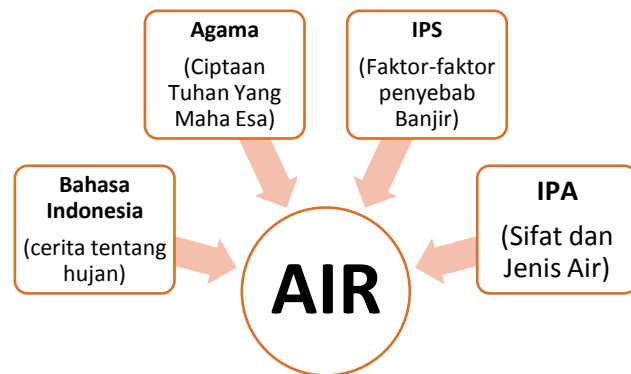 Agama
(Ciptaan
Tuhan Yang
Maha Esa)
IPS
(Faktor-faktor
penyebab
Banjir)
Bahasa
Indonesia
(cerita tentang
hujan)
IPA
(Sifat dan
Jenis Air)
AIR